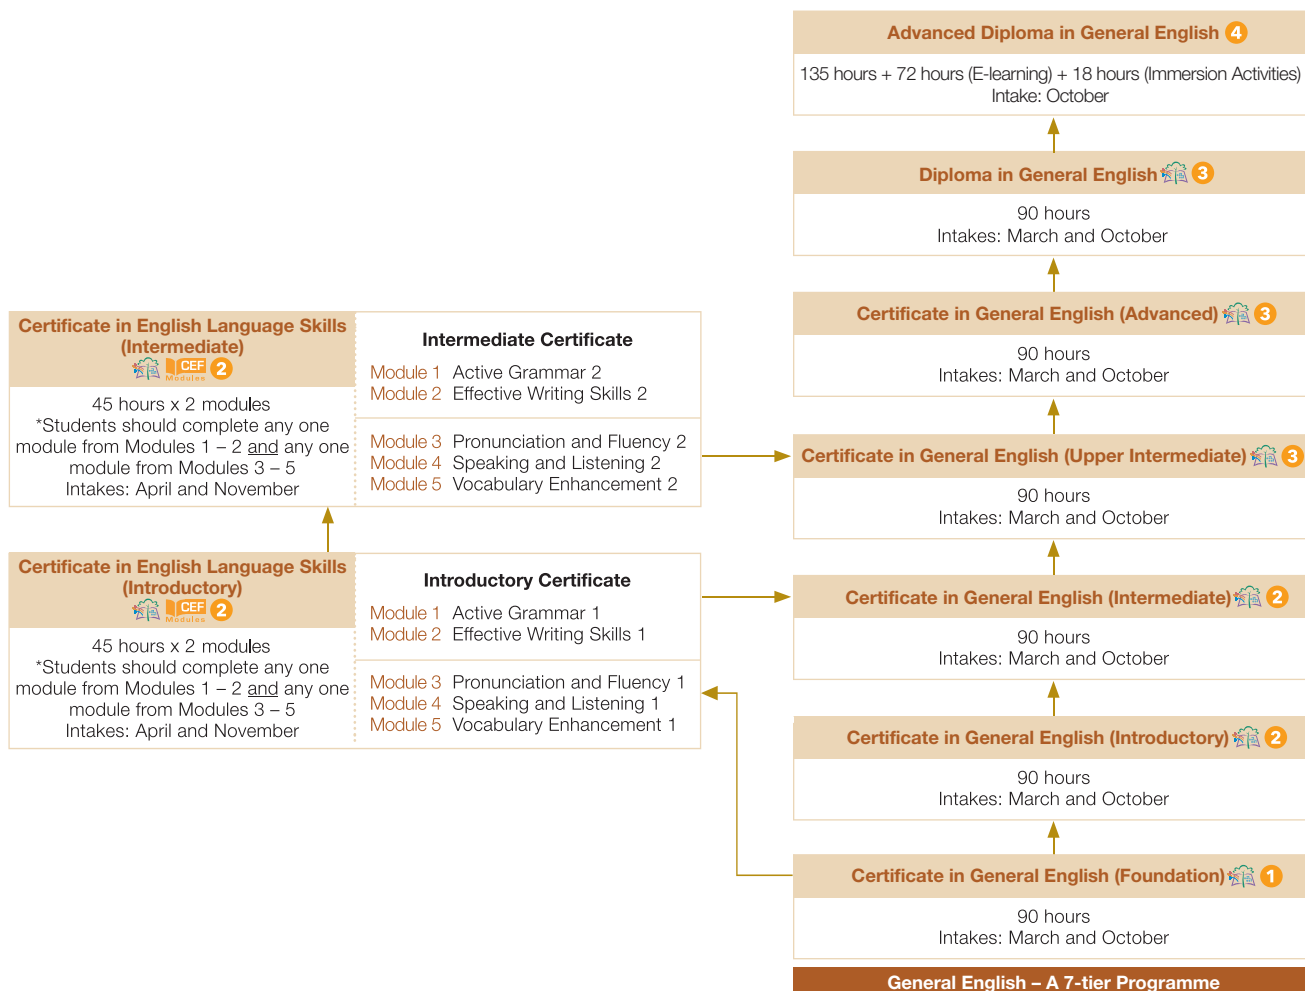 Advanced Diploma in General English 4
135 hours + 72 hours (E-learning) + 18 hours (Immersion Activities)
Intake: October
Diploma in General English 3
90 hours
Intakes: March and October
Certificate in General English (Advanced) 3
90 hours
Intakes: March and October
Certificate in English Language Skills
(Intermediate)
CEF
Modules
2
45 hours x 2 modules
*Students should complete any one
module from Modules 1 – 2 and any one
module from Modules 3 – 5
Intakes: April and November
Intermediate Certificate
Module 1 Active Grammar 2
Module 2 Effective Writing Skills 2
Module 3 Pronunciation and Fluency 2
Module 4 Speaking and Listening 2
Module 5 Vocabulary Enhancement 2
Certificate in General English (Upper Intermediate) 3
90 hours
Intakes: March and October
Certificate in English Language Skills
(Introductory)
CEF
Modules
2
45 hours x 2 modules
*Students should complete any one
module from Modules 1 – 2 and any one
module from Modules 3 – 5
Intakes: April and November
Introductory Certificate
Module 1 Active Grammar 1
Module 2 Effective Writing Skills 1
Module 3 Pronunciation and Fluency 1
Module 4 Speaking and Listening 1
Module 5 Vocabulary Enhancement 1
Certificate in General English (Intermediate) 2
90 hours
Intakes: March and October
Certificate in General English (Introductory) 2
90 hours
Intakes: March and October
Certificate in General English (Foundation) 1
90 hours
Intakes: March and October
General English – A 7-tier Programme